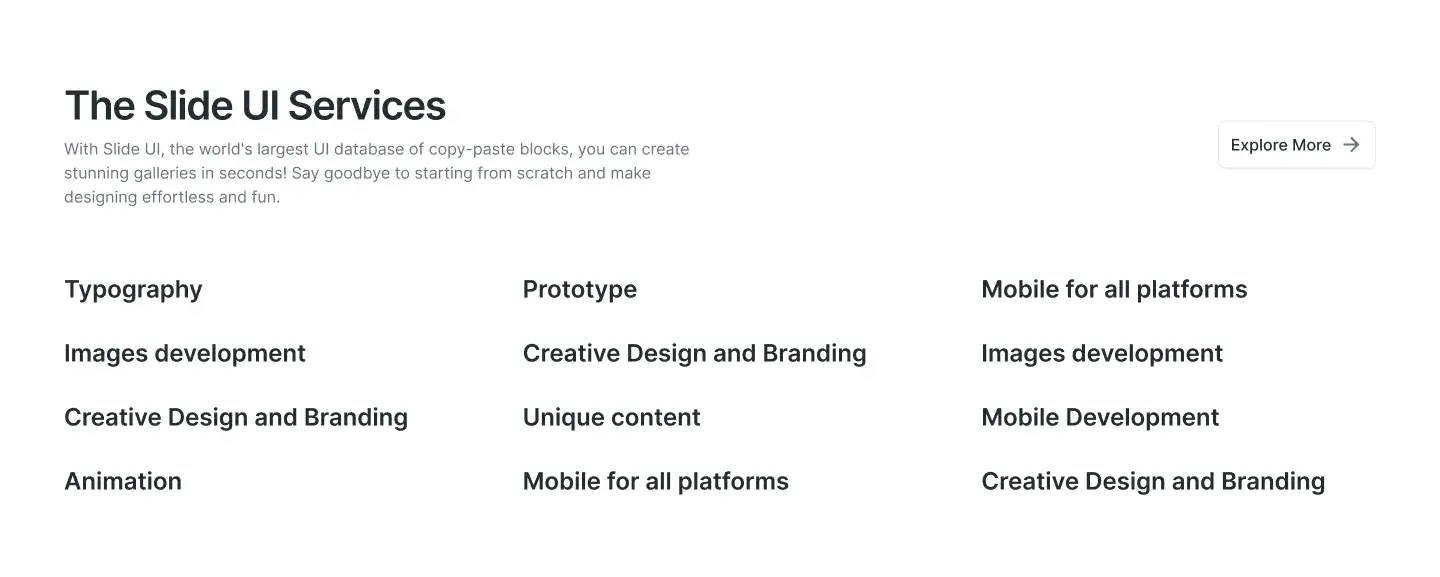 The Slide UI Services
With Slide UI, the world's largest UI database of copy-paste blocks, you can create
stunning galleries in seconds! Say goodbye to starting from scratch and make
designing effortless and fun.
Explore More
Typography
Prototype
Mobile for all platforms
Images development
Creative Design and Branding
Images development
Creative Design and Branding
Unique content
Mobile Development
Animation
Mobile for all platforms
Creative Design and Branding